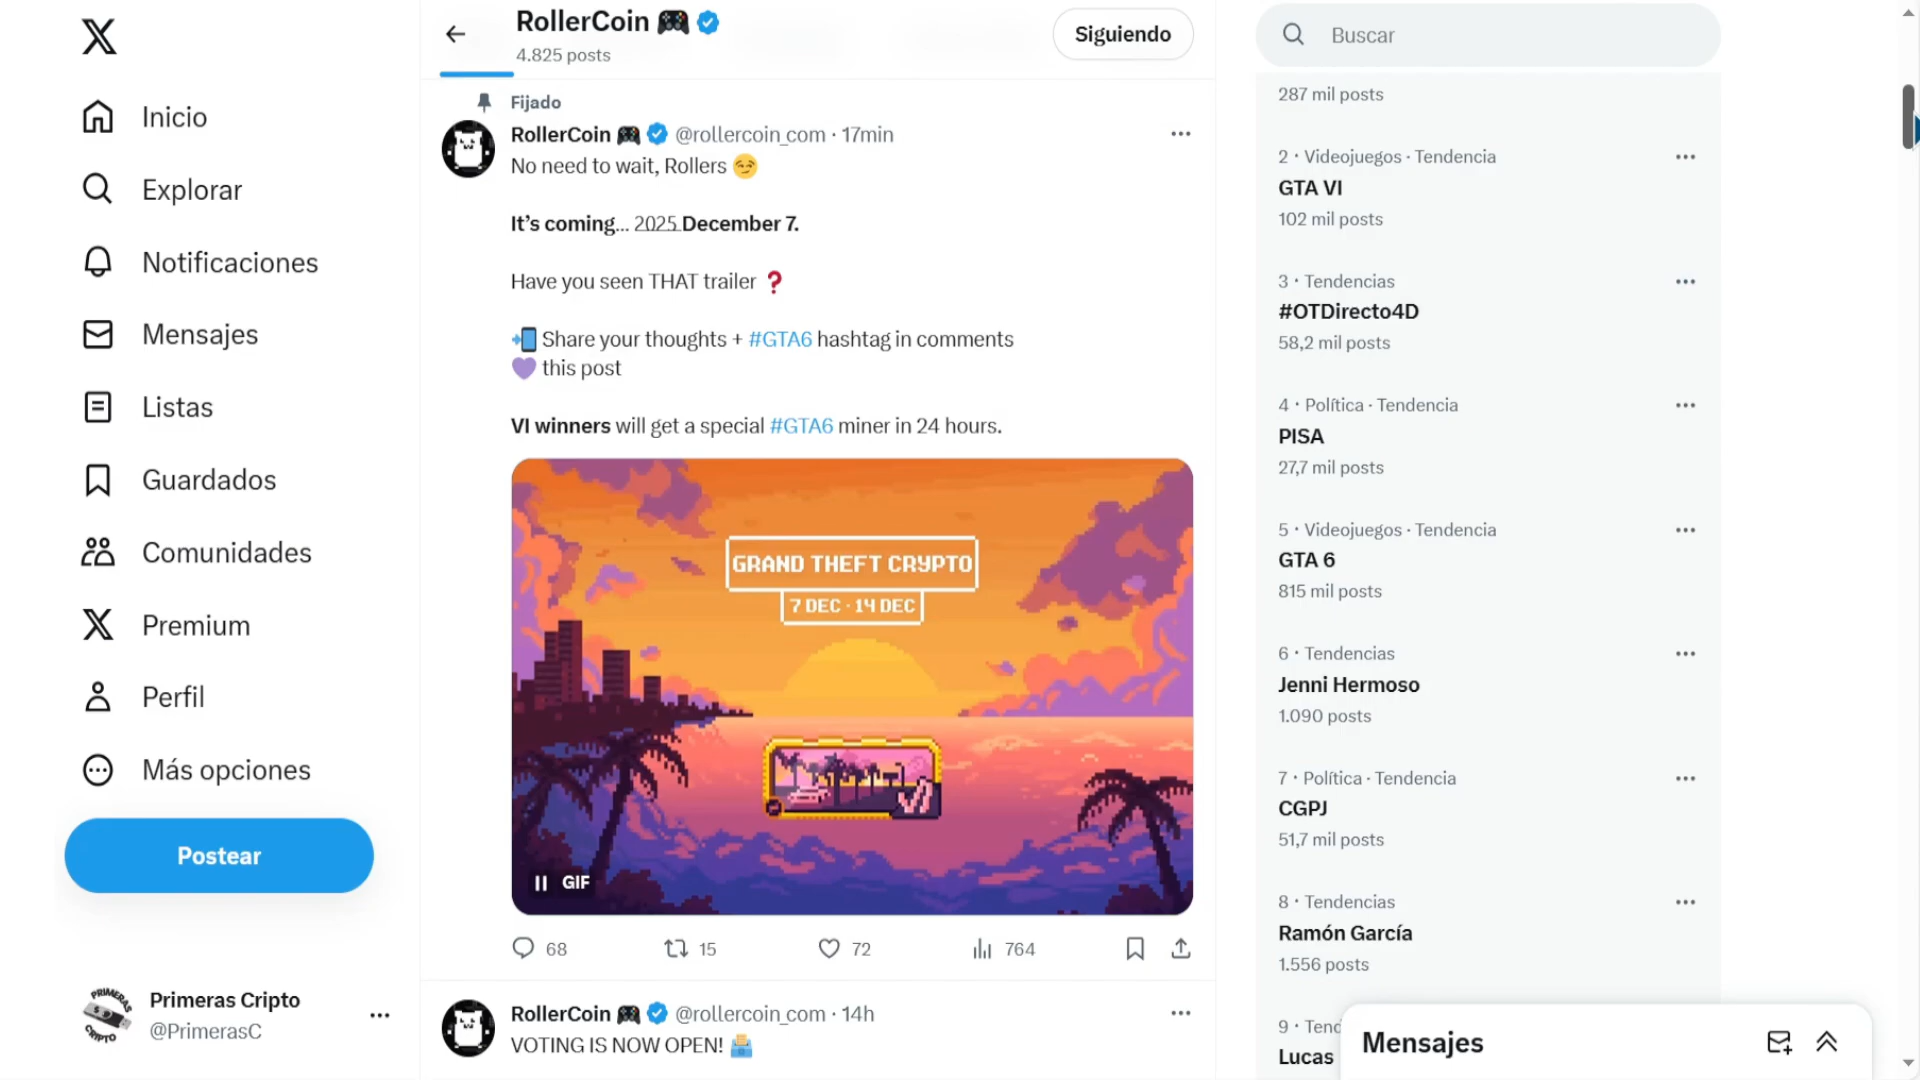 Inicio
Explorar
Notificaciones
Mensajes
Listas
Guardados
Comunidades
Premium
Perfil
Más opciones
Postear
PRIMERAS
CRIPTO
Primeras Cripto
@PrimerasC
RollerCoin
4.825 posts
Siguiendo
Fijado
RollerCoin @rollercoin_com · 17min
No need to wait, Rollers
It’s coming... 2025 December 7.
Have you seen THAT trailer ❓
Share your thoughts + #GTA6 hashtag in comments
this post
VI winners will get a special #GTA6 miner in 24 hours.
GRAND THEFT CRYPTO
7 DEC · 14 DEC
VI
GIF
68
15
72
764
RollerCoin @rollercoin_com · 14h
VOTING IS NOW OPEN!
Buscar
287 mil posts
2 · Videojuegos · Tendencia
GTA VI
102 mil posts
3 · Tendencias
#OTDirecto4D
58,2 mil posts
4 · Política · Tendencia
PISA
27,7 mil posts
5 · Videojuegos · Tendencia
GTA 6
815 mil posts
6 · Tendencias
Jenni Hermoso
1.090 posts
7 · Política · Tendencia
CGPJ
51,7 mil posts
8 · Tendencias
Ramón García
1.556 posts
9 · Tend
Lucas
Mensajes